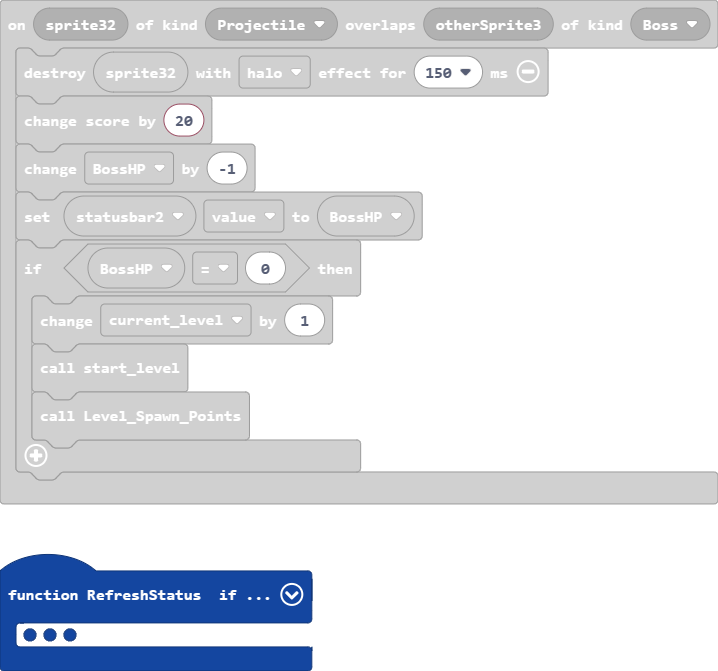 on sprite32 of kind Projectile overlaps otherSprite3 of kind Boss
destroy sprite32 with halo effect for 150 ms
change score by 20
change BossHP by -1
set statusbar2 value to BossHP
if BossHP = 0 then
change current_level by 1
call start_level
call Level_Spawn_Points
function RefreshStatus if ...